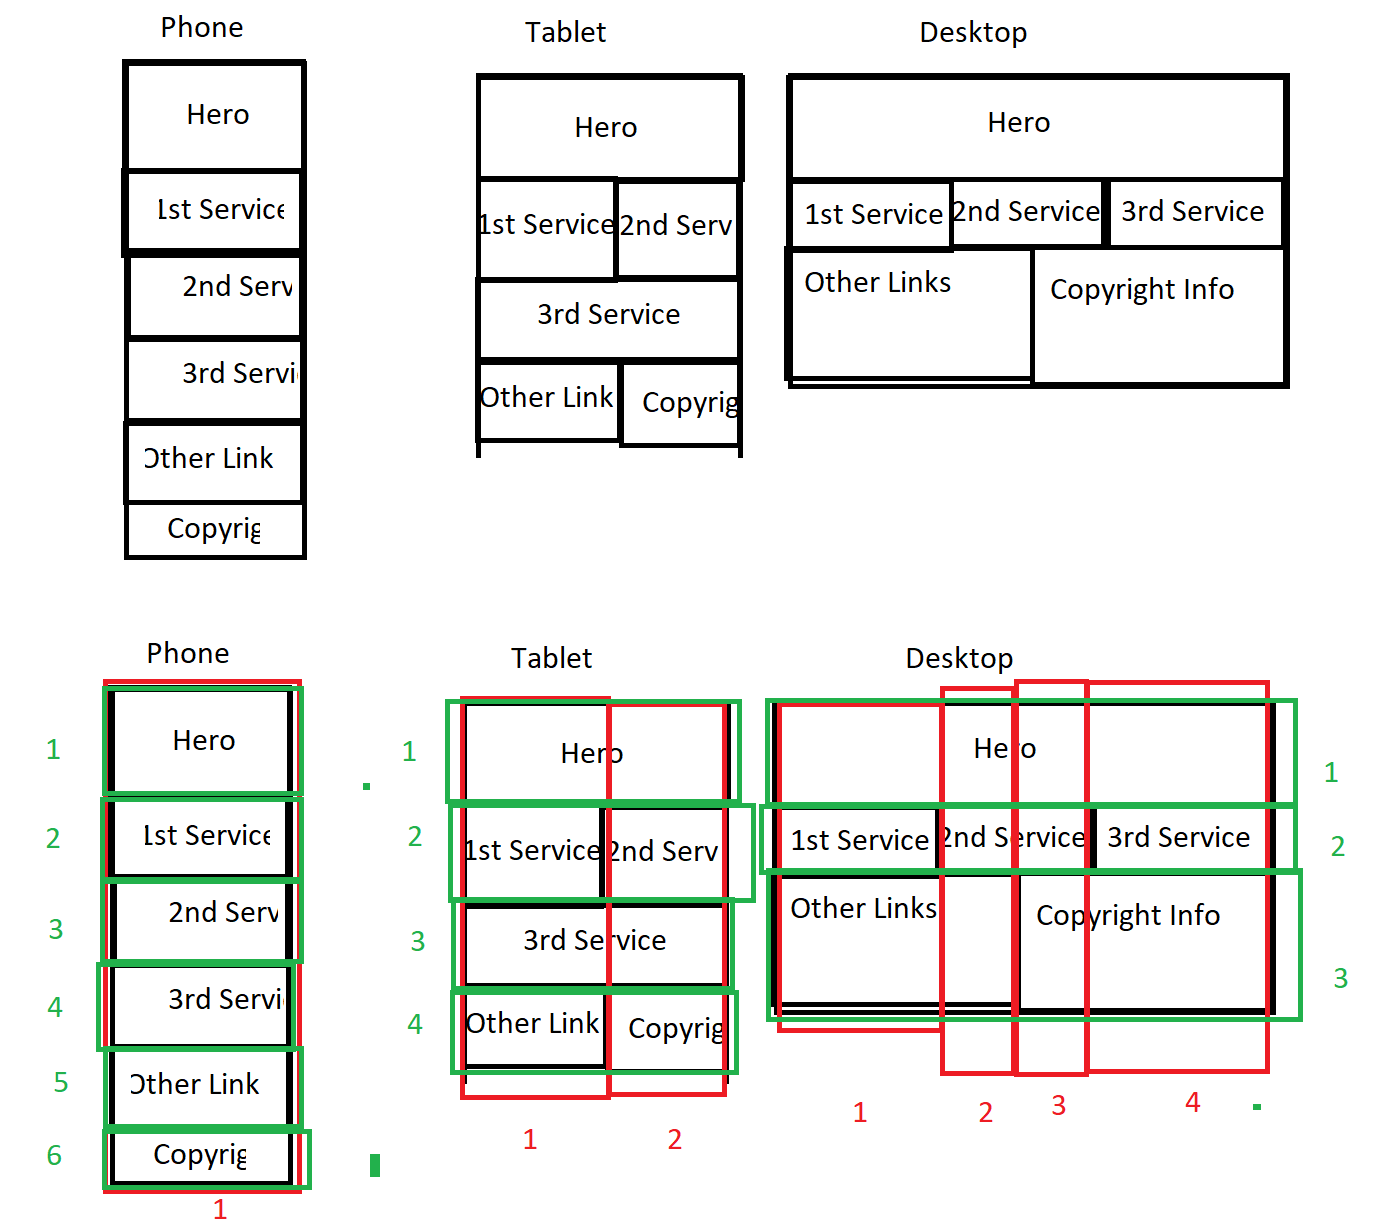 Phone
Tablet
Desktop
Hero
Hero
Hero
1st Service
1st Service
2nd Serv
1st Service
2nd Service
3rd Service
2nd Serv
3rd Service
Other Links
Copyright Info
3rd Servi
Other Link
Copyrig
Other Link
Copyrig
Phone
Tablet
Desktop
1
Hero
1
Hero
Hero
1
2
1st Service
2
1st Service
2nd Serv
1st Service
2nd Service
3rd Service
2
3
2nd Serv
3
3rd Service
Other Links
Copyright Info
3
4
3rd Servi
4
Other Link
Copyrig
5
Other Link
1
2
1
2
3
4
6
Copyrig
1